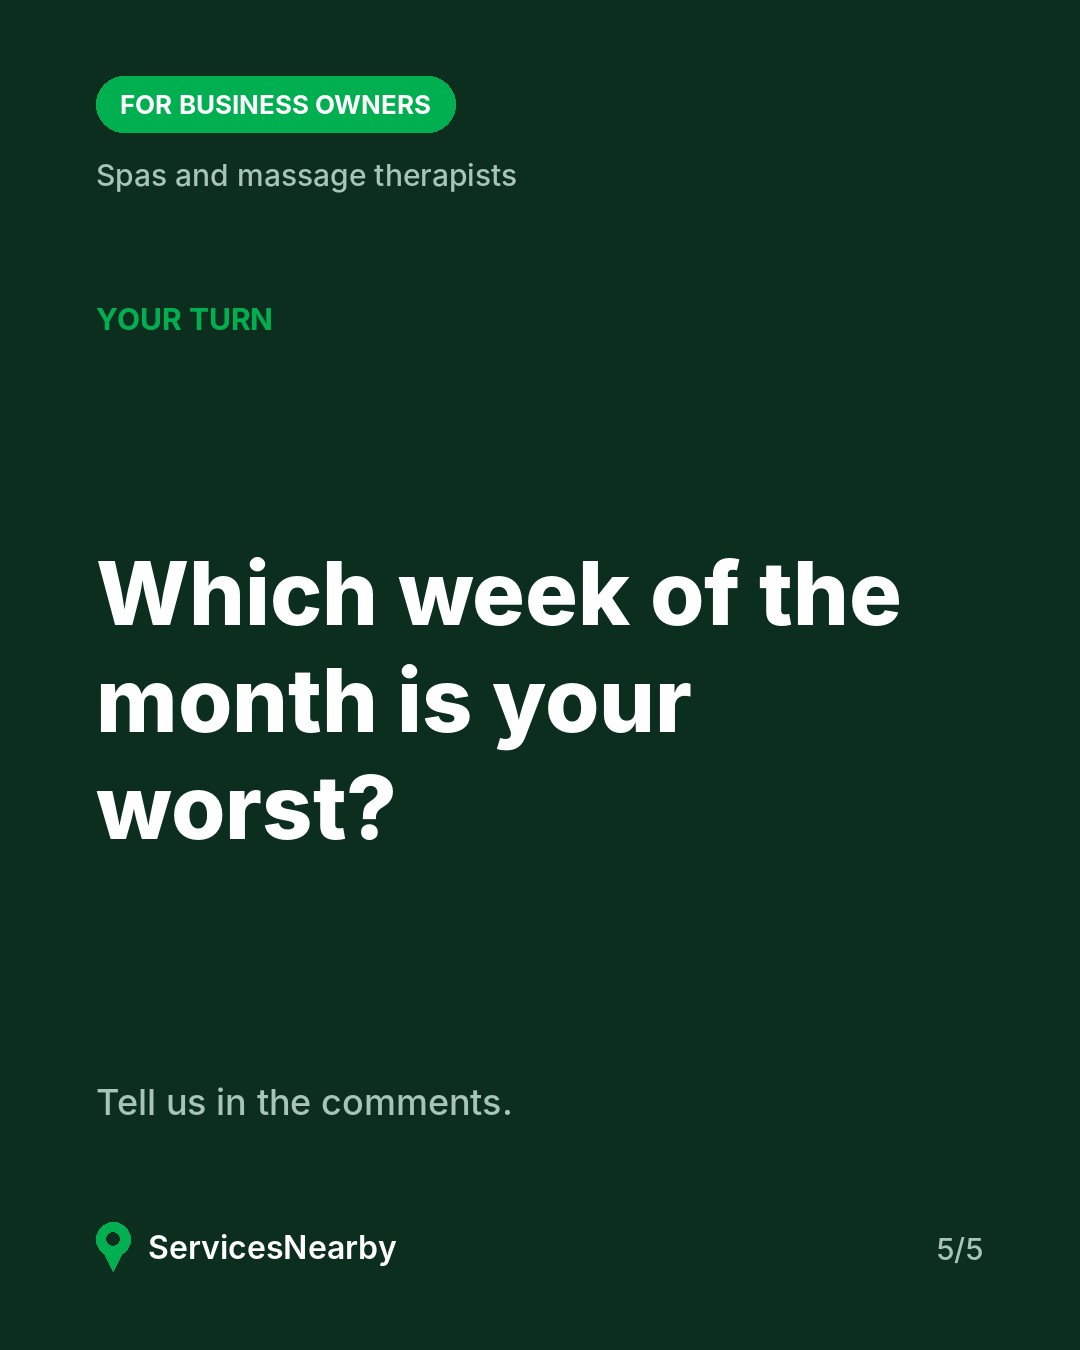 FOR BUSINESS OWNERS
Spas and massage therapists
YOUR TURN
Which week of the
month is your
worst?
Tell us in the comments.
ServicesNearby
5/5